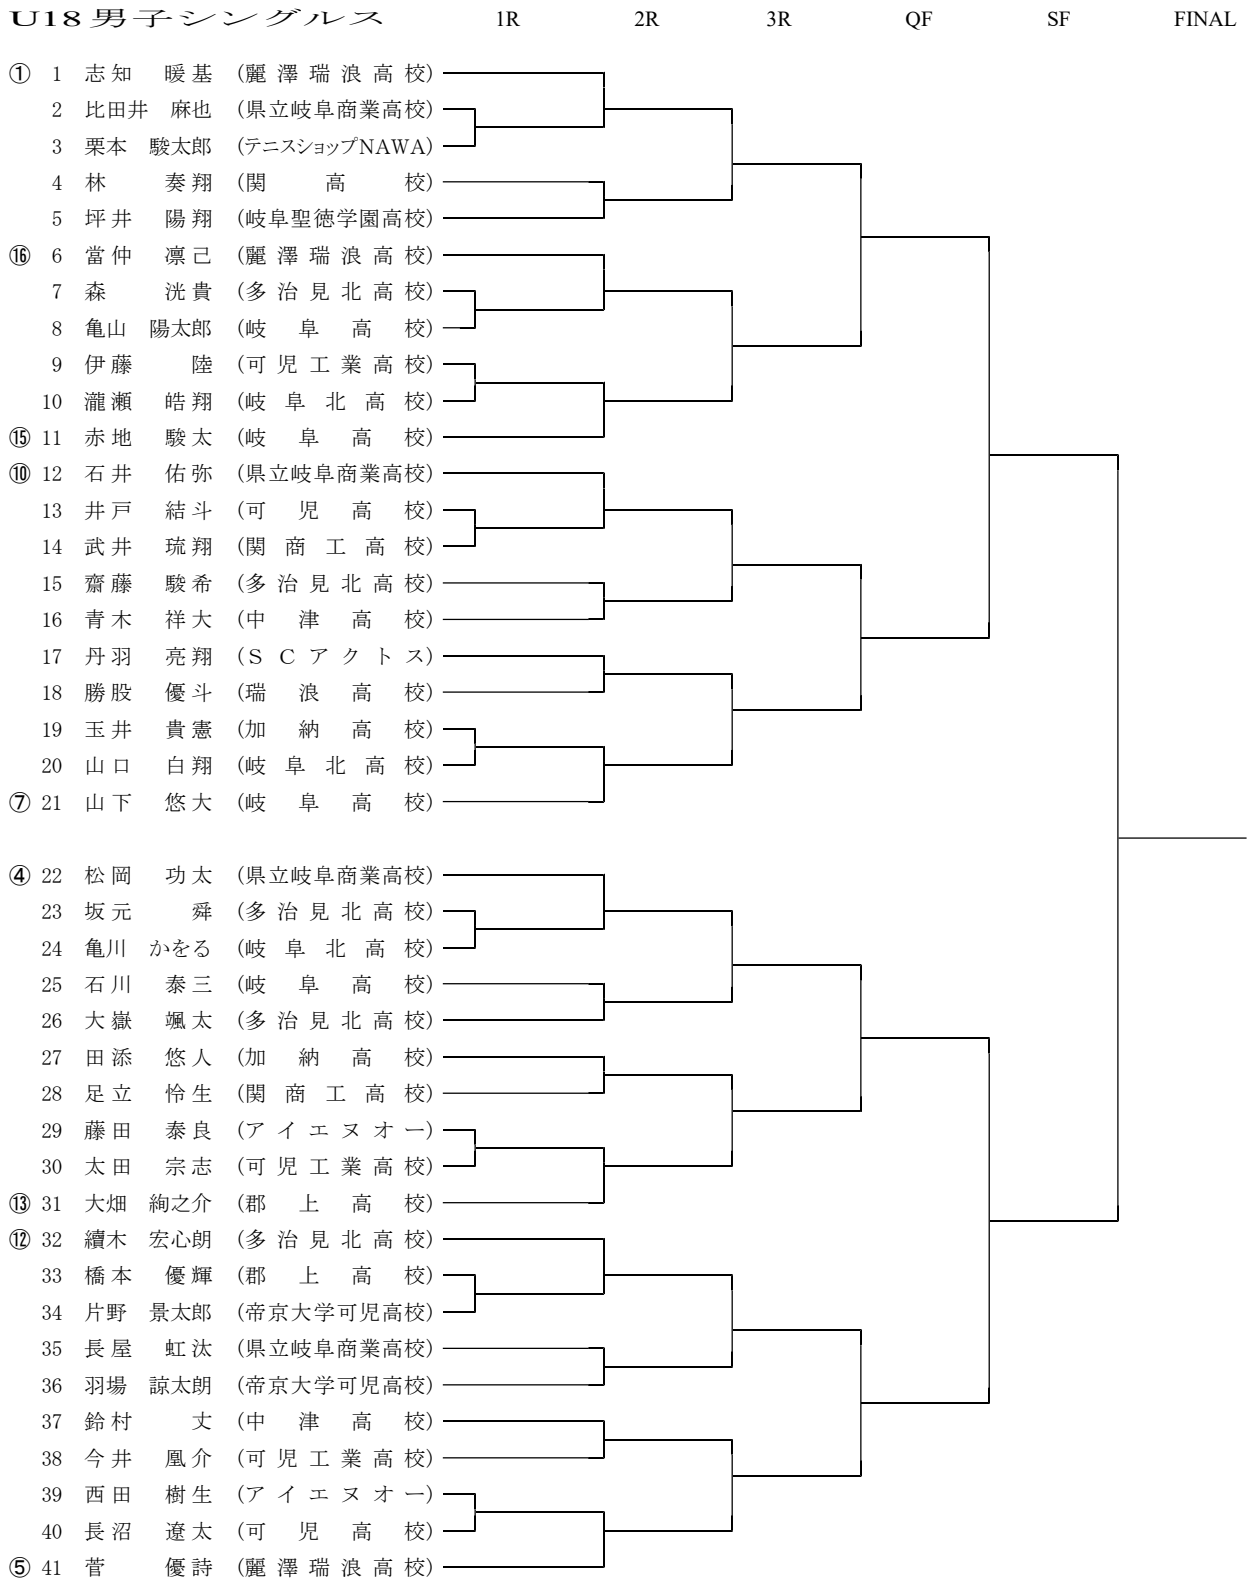 U18男子シングルス 1R 2R 3R QF SF FINAL
① 1 志知 暖基 (麗澤瑞浪高校)
2 比田井 麻也 (県立岐阜商業高校)
3 栗本 駿太郎 (テニスショップNAWA)
4 林 奏翔 (関高校)
5 坪井 陽翔 (岐阜聖徳学園高校)
⑯ 6 當仲 凛己 (麗澤瑞浪高校)
7 森 洸貴 (多治見北高校)
8 亀山 陽太郎 (岐阜高校)
9 伊藤 陸 (可児工業高校)
10 瀧瀬 皓翔 (岐阜北高校)
⑮ 11 赤地 駿太 (岐阜高校)
⑩ 12 石井 佑弥 (県立岐阜商業高校)
13 井戸 結斗 (可児高校)
14 武井 琉翔 (関商工高校)
15 齋藤 駿希 (多治見北高校)
16 青木 祥大 (中津高校)
17 丹羽 亮翔 (SCアクトス)
18 勝股 優斗 (瑞浪高校)
19 玉井 貴憲 (加納高校)
20 山口 白翔 (岐阜北高校)
⑦ 21 山下 悠大 (岐阜高校)
④ 22 松岡 功太 (県立岐阜商業高校)
23 坂元 舜 (多治見北高校)
24 亀川 かをる (岐阜北高校)
25 石川 泰三 (岐阜高校)
26 大嶽 颯太 (多治見北高校)
27 田添 悠人 (加納高校)
28 足立 怜生 (関商工高校)
29 藤田 泰良 (アイエヌオー)
30 太田 宗志 (可児工業高校)
⑬ 31 大畑 絢之介 (郡上高校)
⑫ 32 續木 宏心朗 (多治見北高校)
33 橋本 優輝 (郡上高校)
34 片野 景太郎 (帝京大学可児高校)
35 長屋 虹汰 (県立岐阜商業高校)
36 羽場 諒太朗 (帝京大学可児高校)
37 鈴村 丈 (中津高校)
38 今井 凰介 (可児工業高校)
39 西田 樹生 (アイエヌオー)
40 長沼 遼太 (可児高校)
⑤ 41 菅 優詩 (麗澤瑞浪高校)